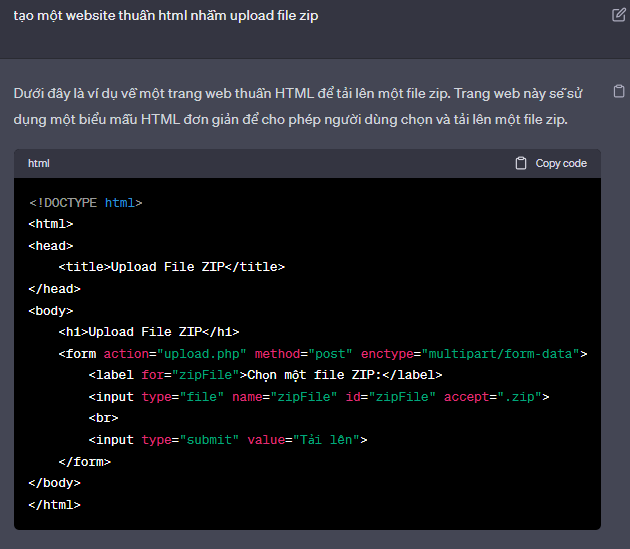 tạo một website thuần html nhằm upload file zip
Dưới đây là ví dụ về một trang web thuần HTML để tải lên một file zip. Trang web này sẽ sử
dụng một biểu mẫu HTML đơn giản để cho phép người dùng chọn và tải lên một file zip.
html Copy code
<!DOCTYPE html>
<html>
<head>
    <title>Upload File ZIP</title>
</head>
<body>
    <h1>Upload File ZIP</h1>
    <form action="upload.php" method="post" enctype="multipart/form-data">
        <label for="zipFile">Chọn một file ZIP:</label>
        <input type="file" name="zipFile" id="zipFile" accept=".zip">
        <br>
        <input type="submit" value="Tải lên">
    </form>
</body>
</html>